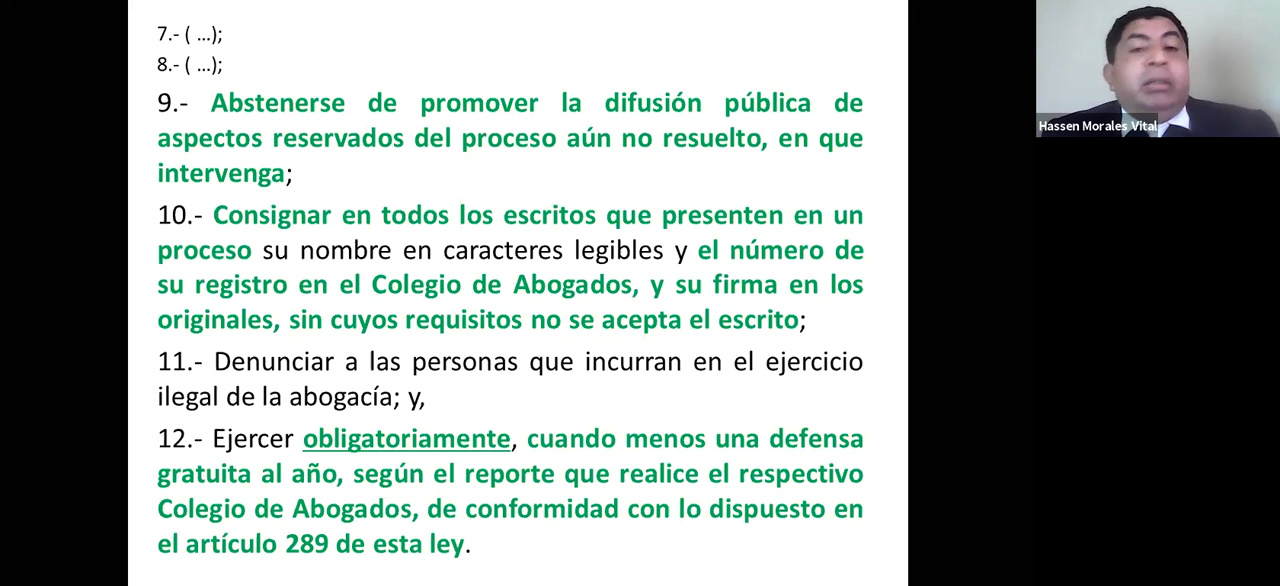 7.- ( ...);
8.- ( ...);
9.- Abstenerse de promover la difusión pública de
aspectos reservados del proceso aún no resuelto, en que
intervenga;
10.- Consignar en todos los escritos que presenten en un
proceso su nombre en caracteres legibles y el número de
su registro en el Colegio de Abogados, y su firma en los
originales, sin cuyos requisitos no se acepta el escrito;
11.- Denunciar a las personas que incurran en el ejercicio
ilegal de la abogacía; y,
12.- Ejercer obligatoriamente, cuando menos una defensa
gratuita al año, según el reporte que realice el respectivo
Colegio de Abogados, de conformidad con lo dispuesto en
el artículo 289 de esta ley.
Hassen Morales Vital